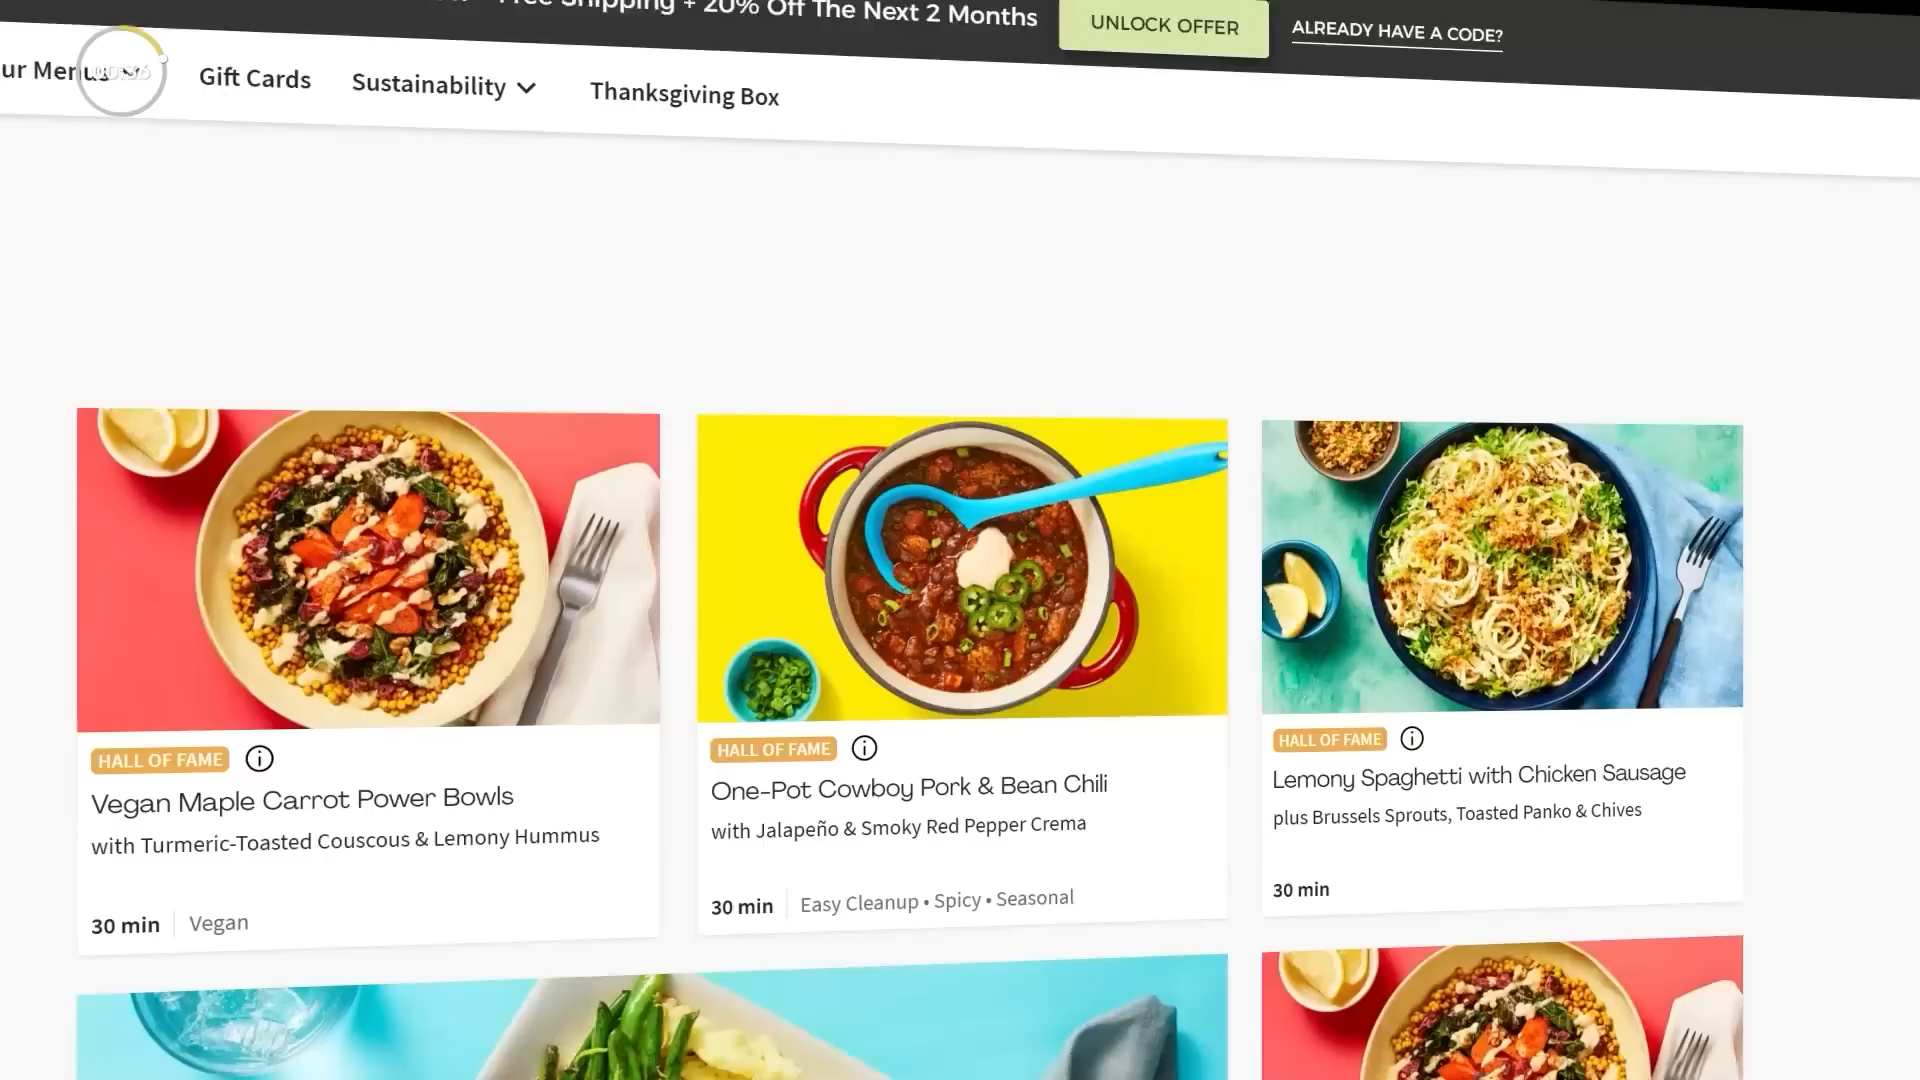 Free Shipping + 20% Off The Next 2 Months
UNLOCK OFFER
ALREADY HAVE A CODE?
ur Menus
Gift Cards
Sustainability
Thanksgiving Box
HALL OF FAME
Vegan Maple Carrot Power Bowls
with Turmeric-Toasted Couscous & Lemony Hummus
30 min
Vegan
HALL OF FAME
One-Pot Cowboy Pork & Bean Chili
with Jalapeño & Smoky Red Pepper Crema
30 min
Easy Cleanup • Spicy • Seasonal
HALL OF FAME
Lemony Spaghetti with Chicken Sausage
plus Brussels Sprouts, Toasted Panko & Chives
30 min